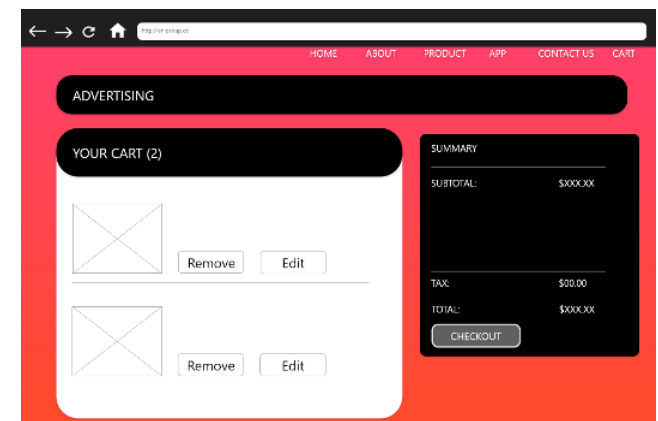 HOME ABOUT PRODUCT APP CONTACT US CART
ADVERTISING
YOUR CART (2)
Remove Edit
Remove Edit
SUMMARY
SUBTOTAL: $XXX.XX
TAX: $00.00
TOTAL: $XXX.XX
CHECKOUT